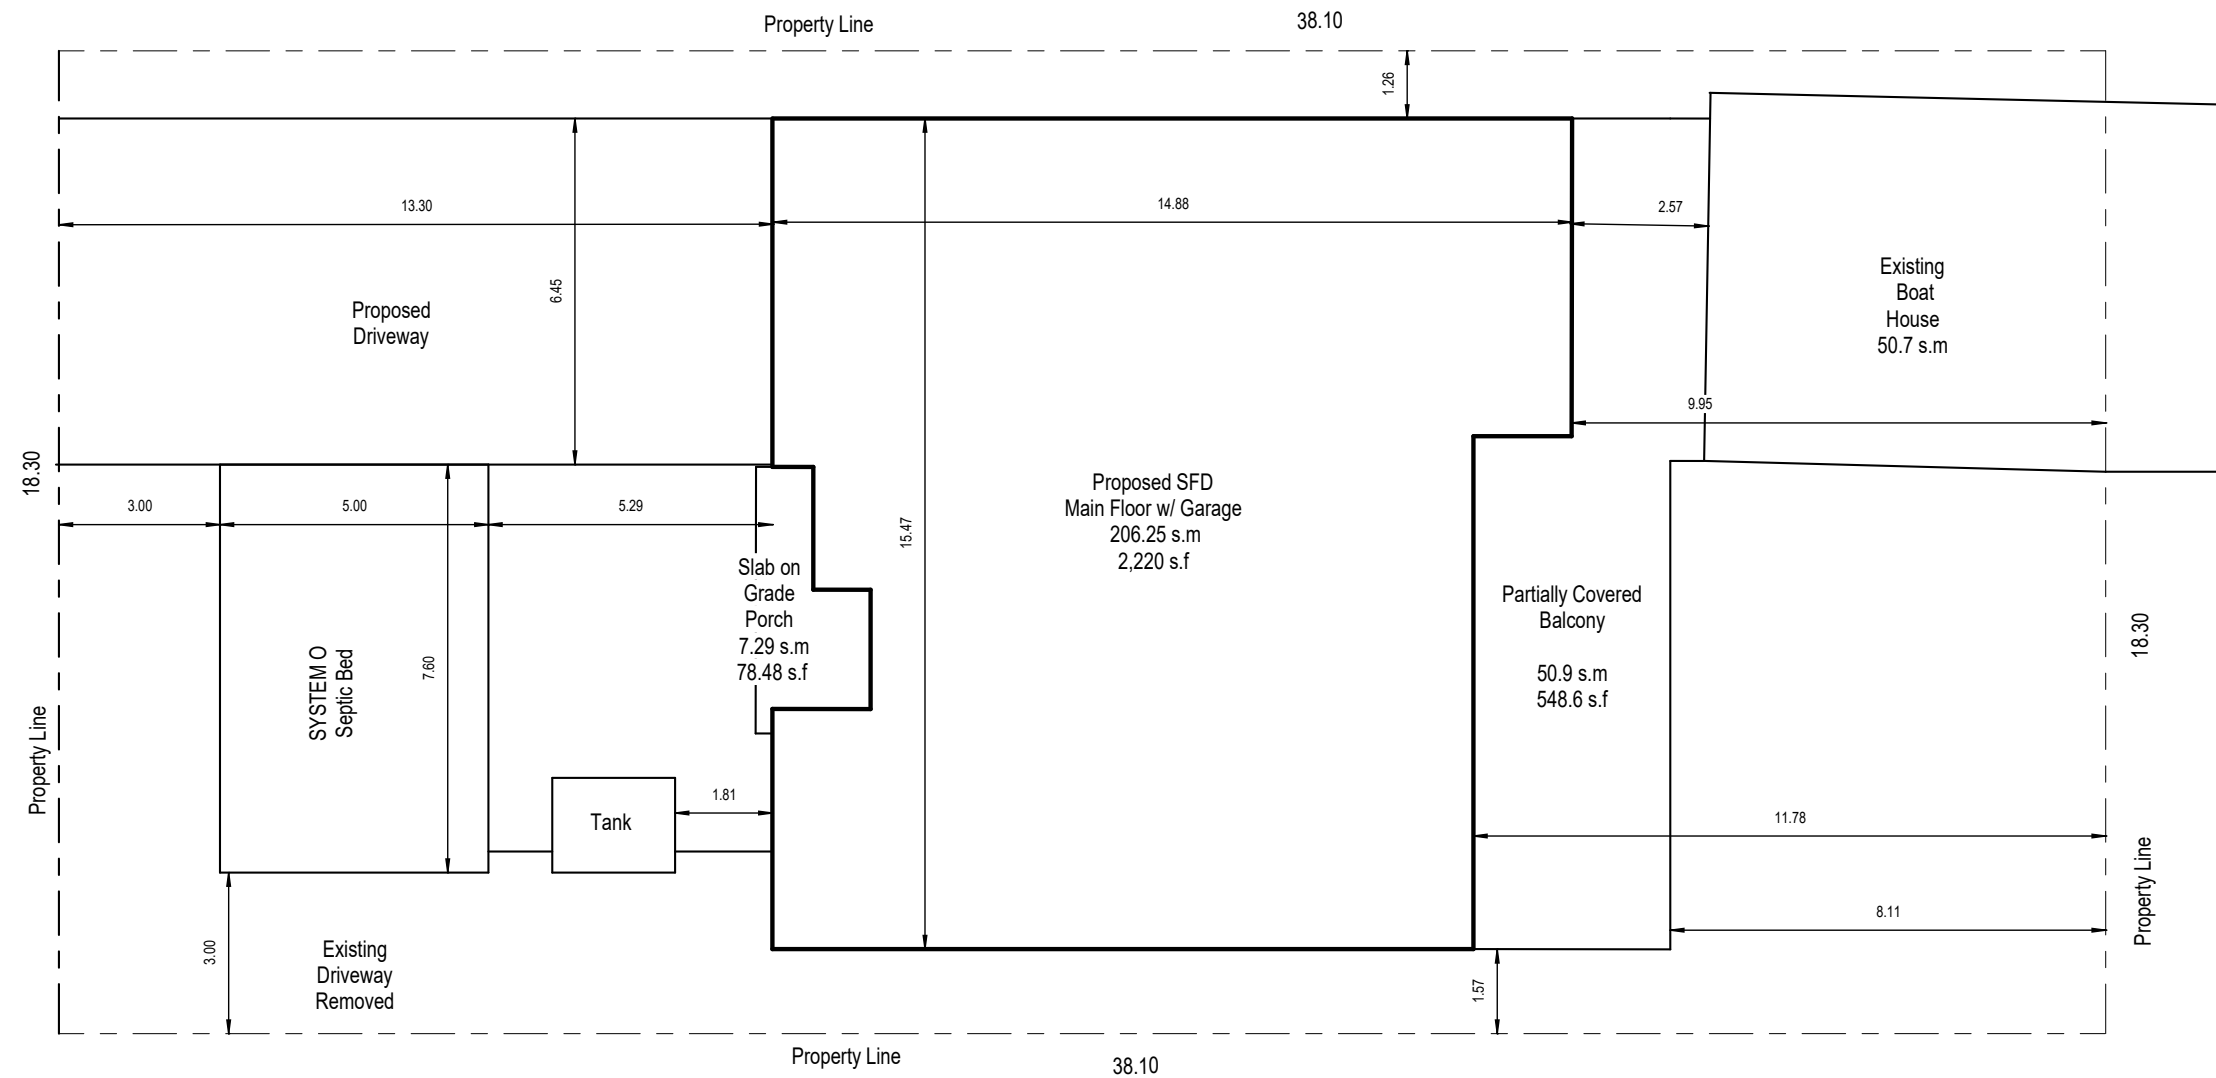 Property Line
38.10
1.26
13.30
14.88
2.57
6.45
Proposed
Driveway
Existing
Boat
House
50.7 s.m
9.95
18.30
3.00
5.00
5.29
15.47
Proposed SFD
Main Floor w/ Garage
206.25 s.m
2,220 s.f
Slab on
Grade
Porch
7.29 s.m
78.48 s.f
Partially Covered
Balcony
50.9 s.m
548.6 s.f
18.30
SYSTEM O
Septic Bed
7.60
Property Line
Tank
1.81
11.78
8.11
Property Line
3.00
Existing
Driveway
Removed
1.57
Property Line
38.10